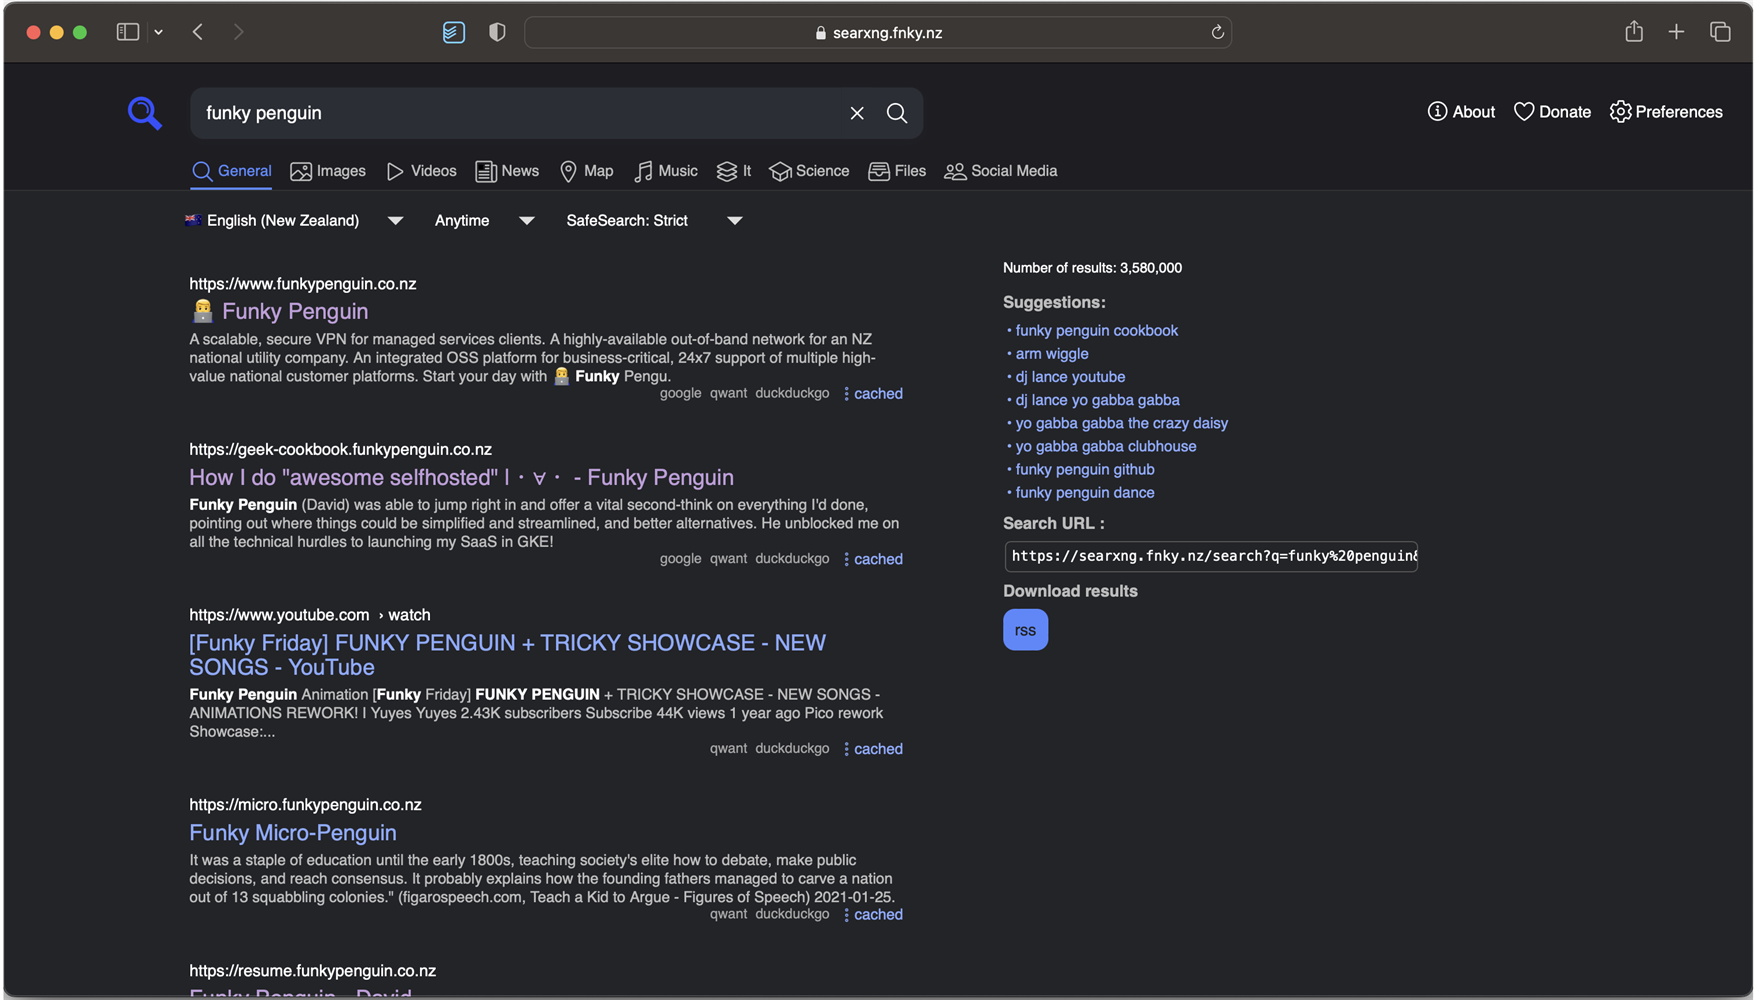 searxng.fnky.nz
funky penguin
About Donate Preferences
General Images Videos News Map Music It Science Files Social Media
English (New Zealand) Anytime SafeSearch: Strict
https://www.funkypenguin.co.nz
Funky Penguin
A scalable, secure VPN for managed services clients. A highly-available out-of-band network for an NZ
national utility company. An integrated OSS platform for business-critical, 24x7 support of multiple high-
value national customer platforms. Start your day with 👨‍💻 Funky Pengu.
google qwant duckduckgo cached
https://geek-cookbook.funkypenguin.co.nz
How I do "awesome selfhosted" | · ∀ · - Funky Penguin
Funky Penguin (David) was able to jump right in and offer a vital second-think on everything I'd done,
pointing out where things could be simplified and streamlined, and better alternatives. He unblocked me on
all the technical hurdles to launching my SaaS in GKE!
google qwant duckduckgo cached
https://www.youtube.com › watch
[Funky Friday] FUNKY PENGUIN + TRICKY SHOWCASE - NEW
SONGS - YouTube
Funky Penguin Animation [Funky Friday] FUNKY PENGUIN + TRICKY SHOWCASE - NEW SONGS -
ANIMATIONS REWORK! | Yuyes Yuyes 2.43K subscribers Subscribe 44K views 1 year ago Pico rework
Showcase:...
qwant duckduckgo cached
https://micro.funkypenguin.co.nz
Funky Micro-Penguin
It was a staple of education until the early 1800s, teaching society's elite how to debate, make public
decisions, and reach consensus. It probably explains how the founding fathers managed to carve a nation
out of 13 squabbling colonies." (figarospeech.com, Teach a Kid to Argue - Figures of Speech) 2021-01-25.
qwant duckduckgo cached
https://resume.funkypenguin.co.nz
Funky Penguin - David
Number of results: 3,580,000
Suggestions:
• funky penguin cookbook
• arm wiggle
• dj lance youtube
• dj lance yo gabba gabba
• yo gabba gabba the crazy daisy
• yo gabba gabba clubhouse
• funky penguin github
• funky penguin dance
Search URL :
https://searxng.fnky.nz/search?q=funky%20penguin&
Download results
rss